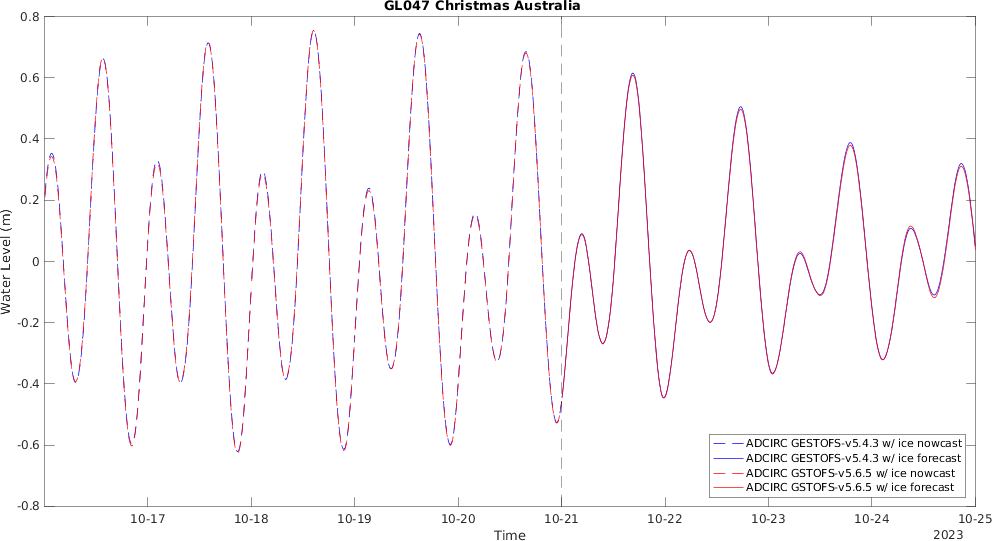 GL047 Christmas Australia
0.8
0.6
0.4
0.2
0
-0.2
-0.4
-0.6
-0.8
Water Level (m)
10-17
10-18
10-19
10-20
10-21
10-22
10-23
10-24
10-25
Time
2023
ADCIRC GESTOFS-v5.4.3 w/ ice nowcast
ADCIRC GESTOFS-v5.4.3 w/ ice forecast
ADCIRC GSTOFS-v5.6.5 w/ ice nowcast
ADCIRC GSTOFS-v5.6.5 w/ ice forecast